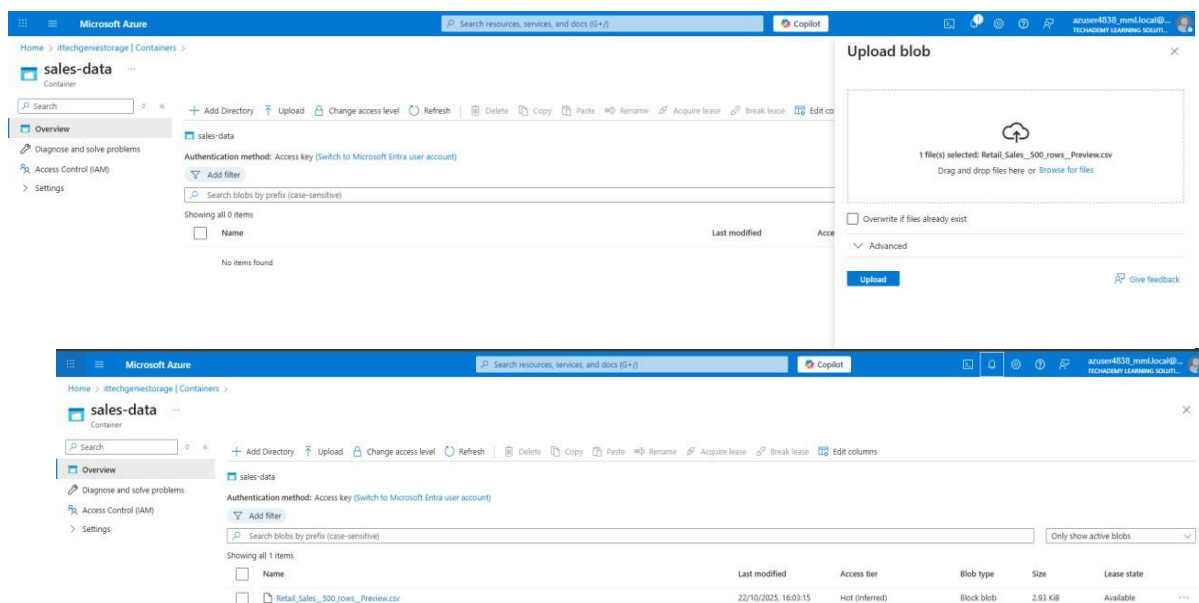 Microsoft Azure
Search resources, services, and docs (G+/)
Copilot
1
azuser4838_mml.local@...
TECHADEMY LEARNING SOLUTI...
Home > ittechgeniestorage | Containers >
sales-data ...
Container
Search
Overview
Diagnose and solve problems
Access Control (IAM)
Settings
Add Directory Upload Change access level Refresh Delete Copy Paste Rename Acquire lease Break lease Edit co
sales-data
Authentication method: Access key (Switch to Microsoft Entra user account)
Add filter
Search blobs by prefix (case-sensitive)
Showing all 0 items
Name Last modified Acce
No items found
Upload blob
1 file(s) selected: Retail_Sales__500_rows__Preview.csv
Drag and drop files here or Browse for files
Overwrite if files already exist
Advanced
Upload Give feedback
Microsoft Azure
Search resources, services, and docs (G+/)
Copilot
azuser4838_mml.local@...
TECHADEMY LEARNING SOLUTI...
Home > ittechgeniestorage | Containers >
sales-data ...
Container
Search
Overview
Diagnose and solve problems
Access Control (IAM)
Settings
Add Directory Upload Change access level Refresh Delete Copy Paste Rename Acquire lease Break lease Edit columns
sales-data
Authentication method: Access key (Switch to Microsoft Entra user account)
Add filter
Search blobs by prefix (case-sensitive)
Only show active blobs
Showing all 1 items
Name Last modified Access tier Blob type Size Lease state
Retail_Sales__500_rows__Preview.csv 22/10/2025, 16:03:15 Hot (Inferred) Block blob 2.93 KiB Available ...